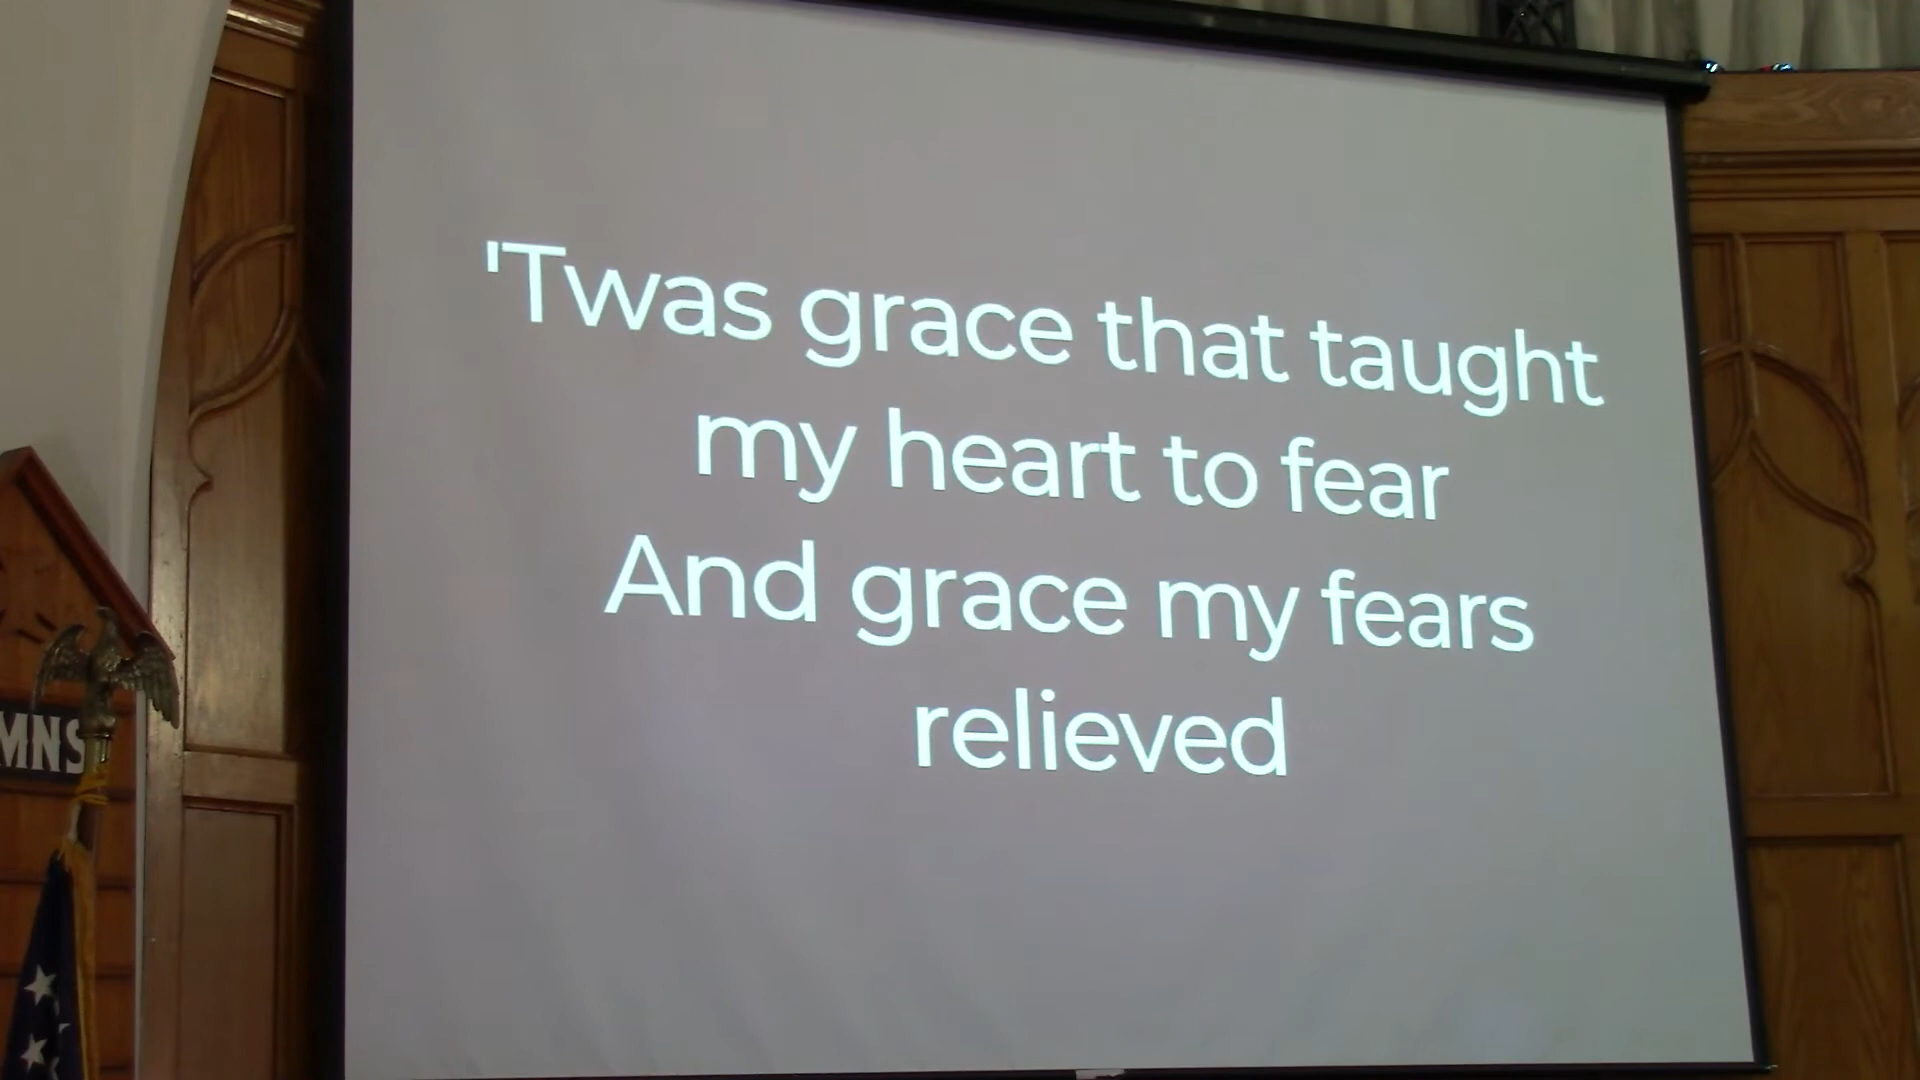 'Twas grace that taught
my heart to fear
And grace my fears
relieved
MNS